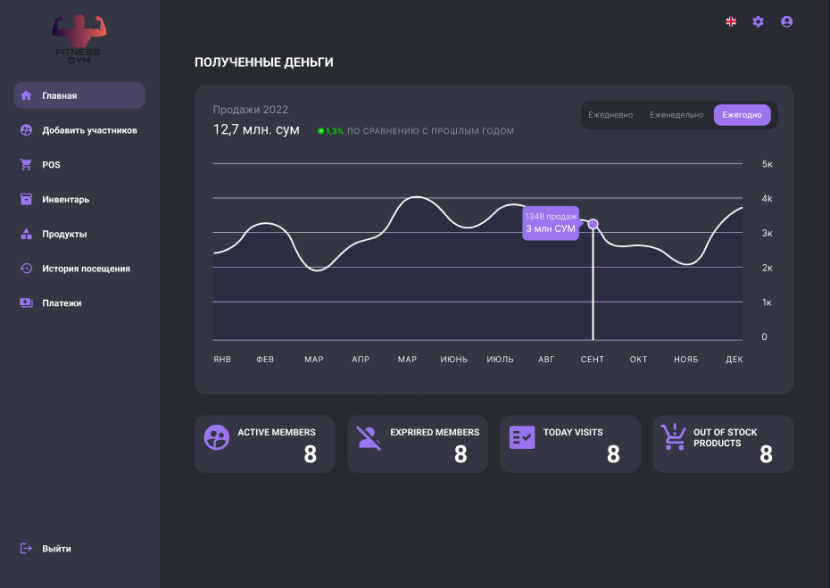 FITNESS
GYM
Главная
Добавить участников
POS
Инвентарь
Продукты
История посещения
Платежи
Выйти
ПОЛУЧЕННЫЕ ДЕНЬГИ
Продажи 2022
12,7 млн. сум
1,3% ПО СРАВНЕНИЮ С ПРОШЛЫМ ГОДОМ
Ежедневно
Еженедельно
Ежегодно
5к
4к
3к
2к
1к
0
1348 продаж
3 млн СУМ
ЯНВ
ФЕВ
МАР
АПР
МАР
ИЮНЬ
ИЮЛЬ
АВГ
СЕНТ
ОКТ
НОЯБ
ДЕК
ACTIVE MEMBERS
8
EXPRIRED MEMBERS
8
TODAY VISITS
8
OUT OF STOCK
PRODUCTS
8